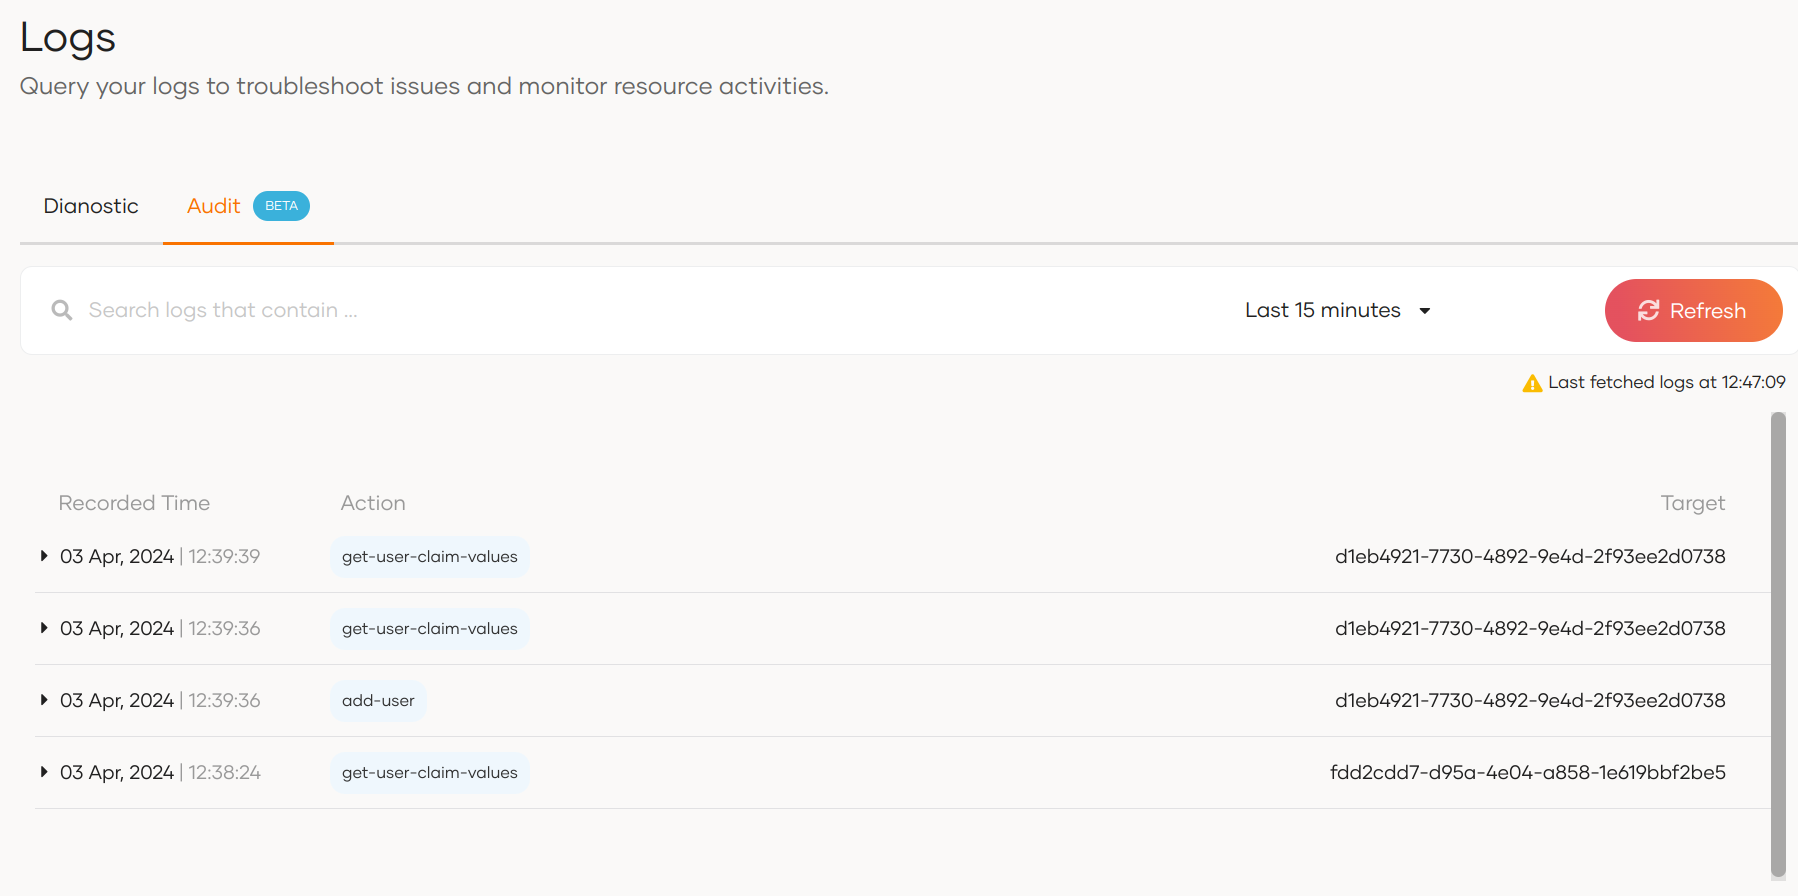 Logs
Query your logs to troubleshoot issues and monitor resource activities.
Dianostic Audit BETA
Search logs that contain ... Last 15 minutes Refresh
Last fetched logs at 12:47:09
Recorded Time Action Target
03 Apr, 2024 | 12:39:39 get-user-claim-values d1eb4921-7730-4892-9e4d-2f93ee2d0738
03 Apr, 2024 | 12:39:36 get-user-claim-values d1eb4921-7730-4892-9e4d-2f93ee2d0738
03 Apr, 2024 | 12:39:36 add-user d1eb4921-7730-4892-9e4d-2f93ee2d0738
03 Apr, 2024 | 12:38:24 get-user-claim-values fdd2cdd7-d95a-4e04-a858-1e619bbf2be5